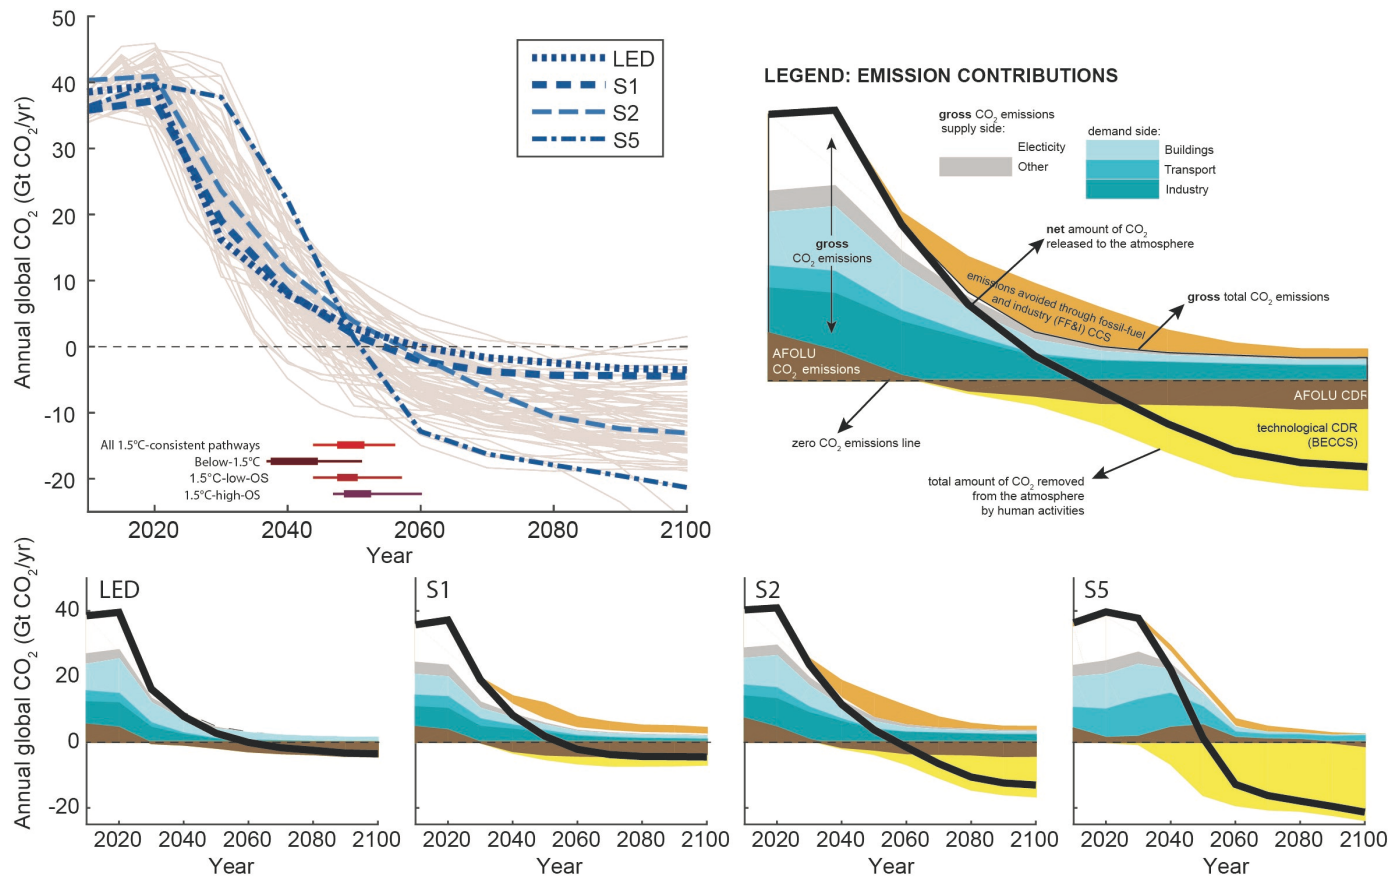 50
40
30
20
10
0
-10
-20
Annual global CO2 (Gt CO2/yr)
LED
S1
S2
S5
All 1.5°C-consistent pathways
Below-1.5°C
1.5°C-low-OS
1.5°C-high-OS
2020 2040 2060 2080 2100
Year
LEGEND: EMISSION CONTRIBUTIONS
gross CO2 emissions
supply side:
Electicity
Other
demand side:
Buildings
Transport
Industry
gross
CO2 emissions
net amount of CO2
released to the atmosphere
emissions avoided through fossil-fuel
and industry (FF&I) CCS
gross total CO2 emissions
AFOLU
CO2 emissions
AFOLU CDR
technological CDR
(BECCS)
zero CO2 emissions line
total amount of CO2 removed
from the atmosphere
by human activities
Annual global CO2 (Gt CO2/yr)
40
20
0
-20
LED
2020 2040 2060 2080 2100
Year
S1
2020 2040 2060 2080 2100
Year
S2
2020 2040 2060 2080 2100
Year
S5
2020 2040 2060 2080 2100
Year